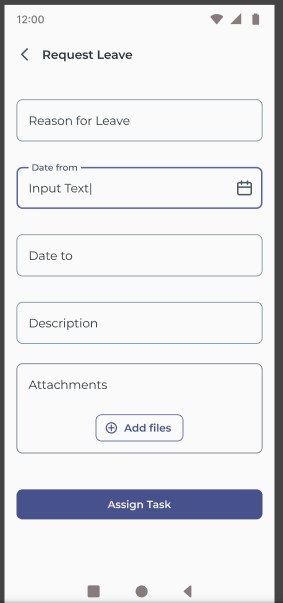 12:00
Request Leave
Reason for Leave
Date from
Input Text
Date to
Description
Attachments
Add files
Assign Task